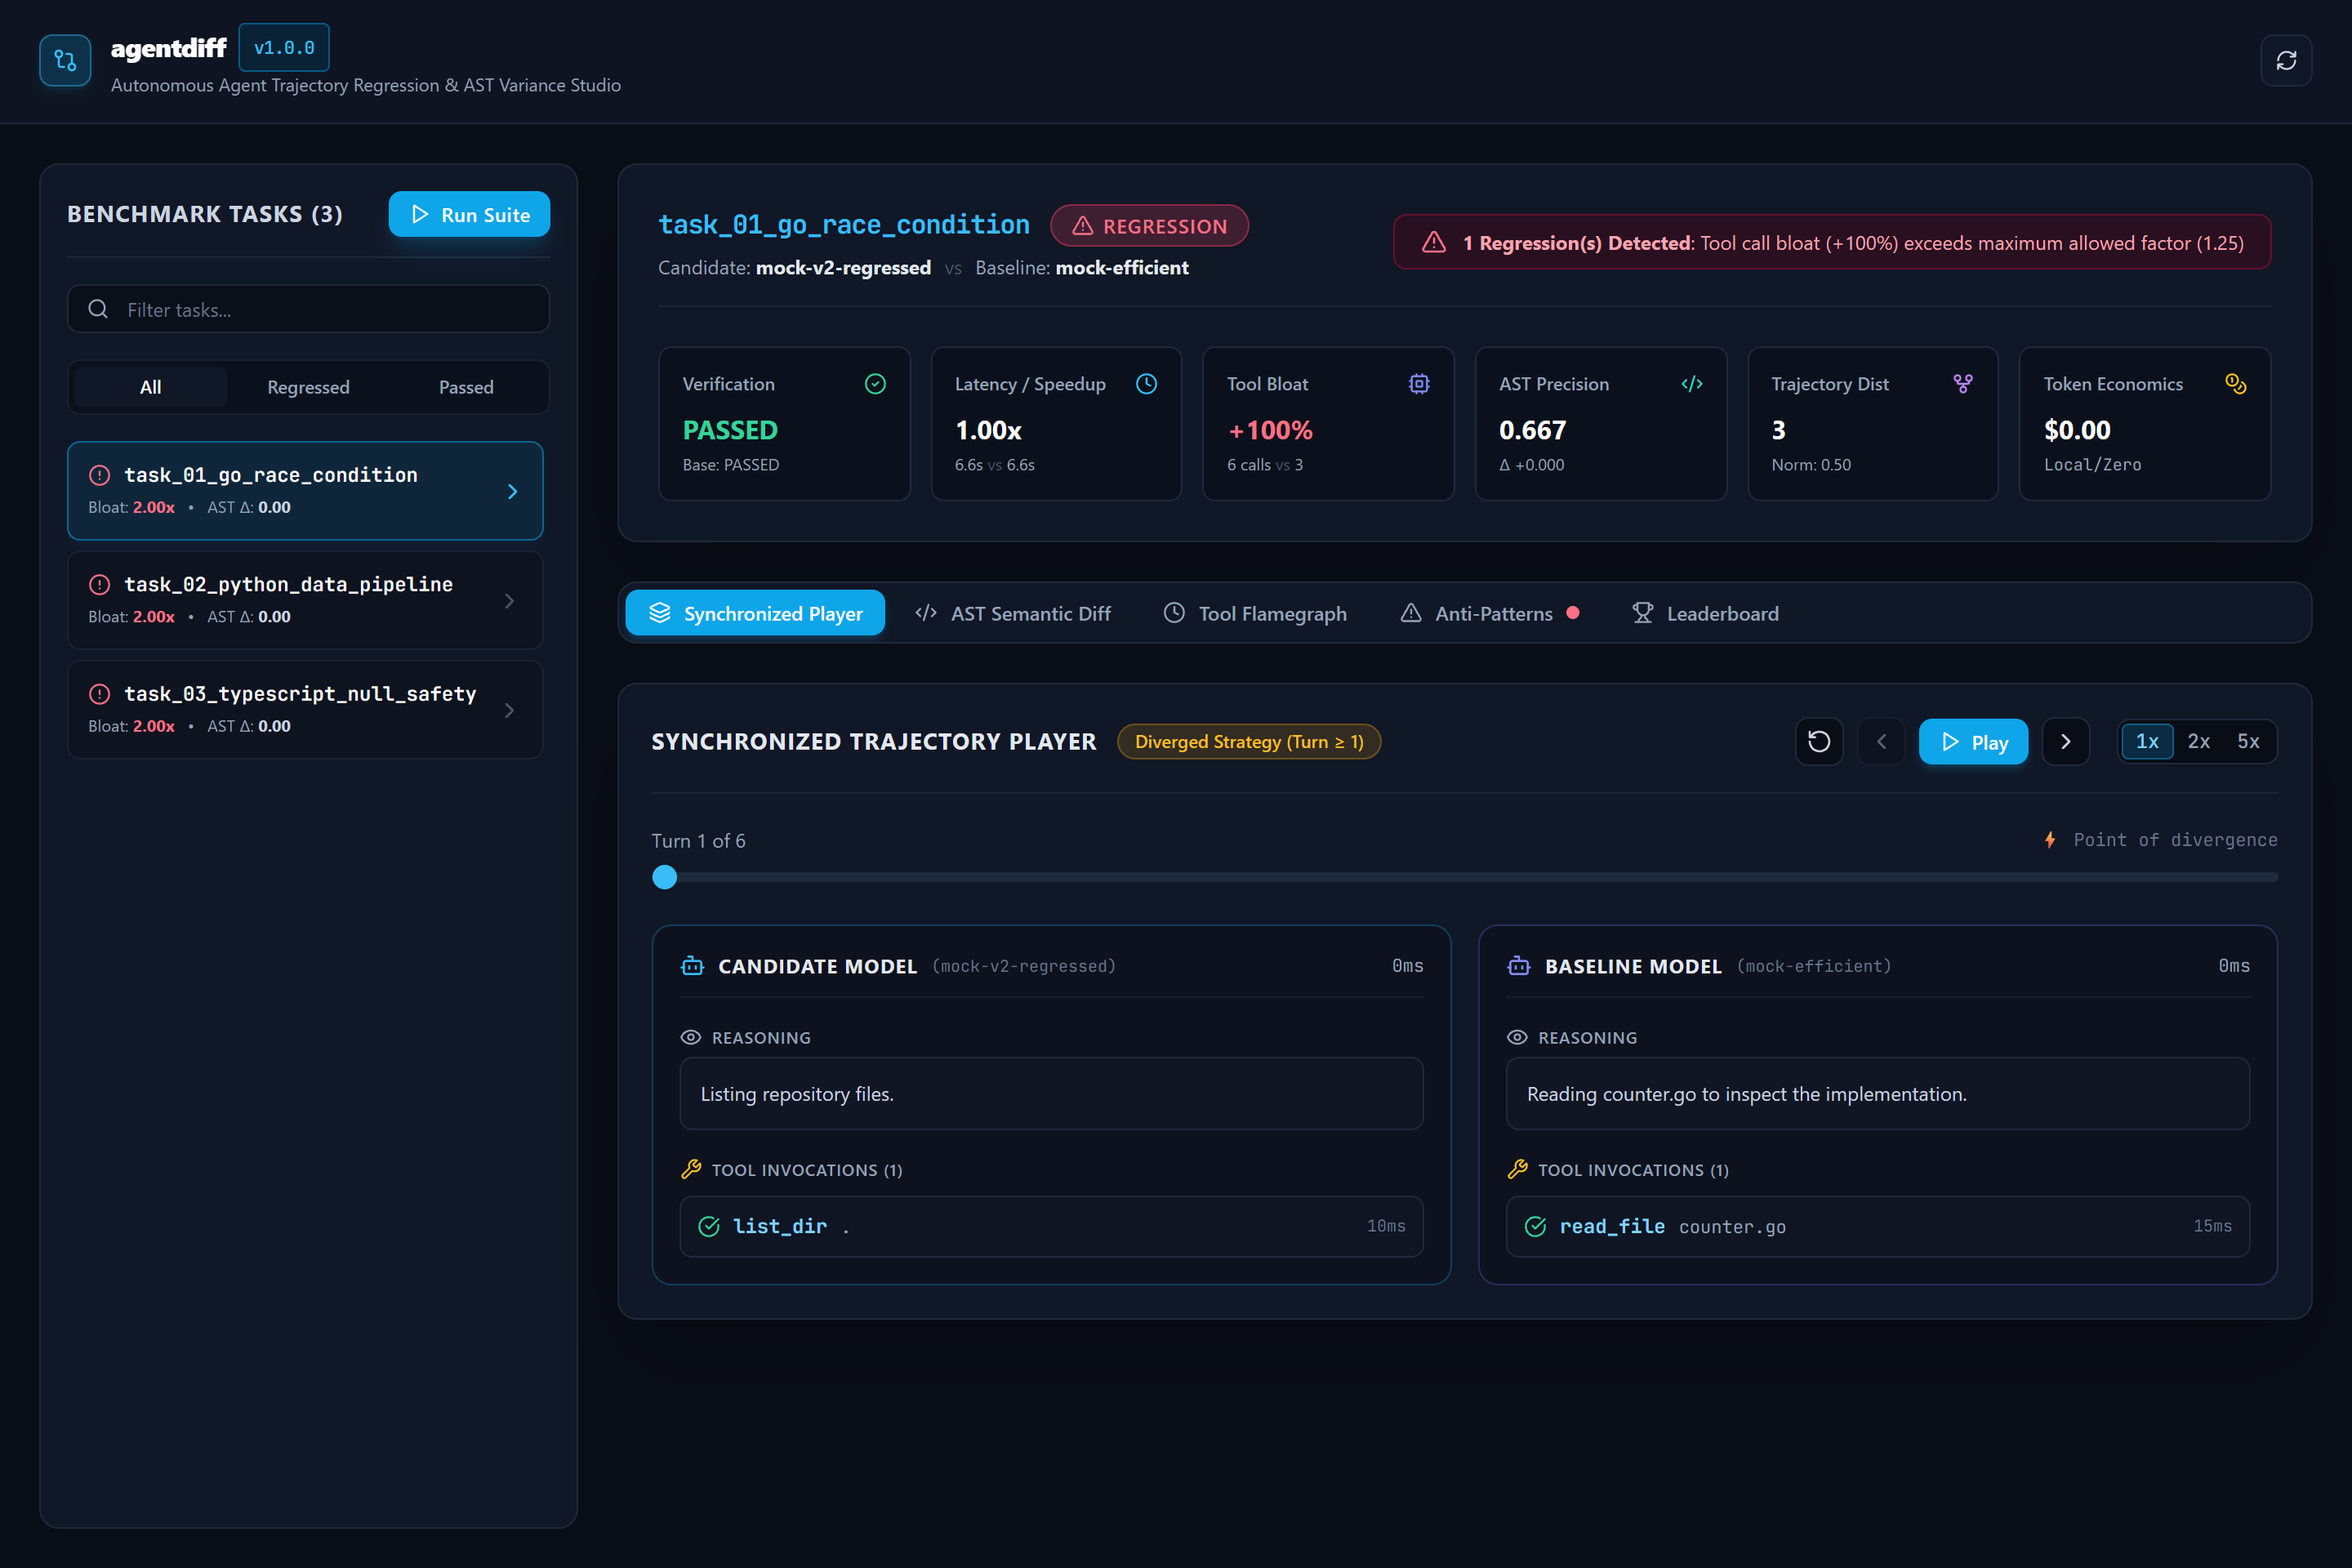 agentdiff v1.0.0
Autonomous Agent Trajectory Regression & AST Variance Studio
BENCHMARK TASKS (3)
Run Suite
Filter tasks...
All Regressed Passed
task_01_go_race_condition
Bloat: 2.00x • AST Δ: 0.00
task_02_python_data_pipeline
Bloat: 2.00x • AST Δ: 0.00
task_03_typescript_null_safety
Bloat: 2.00x • AST Δ: 0.00
task_01_go_race_condition REGRESSION
Candidate: mock-v2-regressed vs Baseline: mock-efficient
1 Regression(s) Detected: Tool call bloat (+100%) exceeds maximum allowed factor (1.25)
Verification
PASSED
Base: PASSED
Latency / Speedup
1.00x
6.6s vs 6.6s
Tool Bloat
+100%
6 calls vs 3
AST Precision
0.667
Δ +0.000
Trajectory Dist
3
Norm: 0.50
Token Economics
$0.00
Local/Zero
Synchronized Player AST Semantic Diff Tool Flamegraph Anti-Patterns Leaderboard
SYNCHRONIZED TRAJECTORY PLAYER Diverged Strategy (Turn ≥ 1)
Play 1x 2x 5x
Turn 1 of 6
Point of divergence
CANDIDATE MODEL (mock-v2-regressed) 0ms
REASONING
Listing repository files.
TOOL INVOCATIONS (1)
list_dir . 10ms
BASELINE MODEL (mock-efficient) 0ms
REASONING
Reading counter.go to inspect the implementation.
TOOL INVOCATIONS (1)
read_file counter.go 15ms